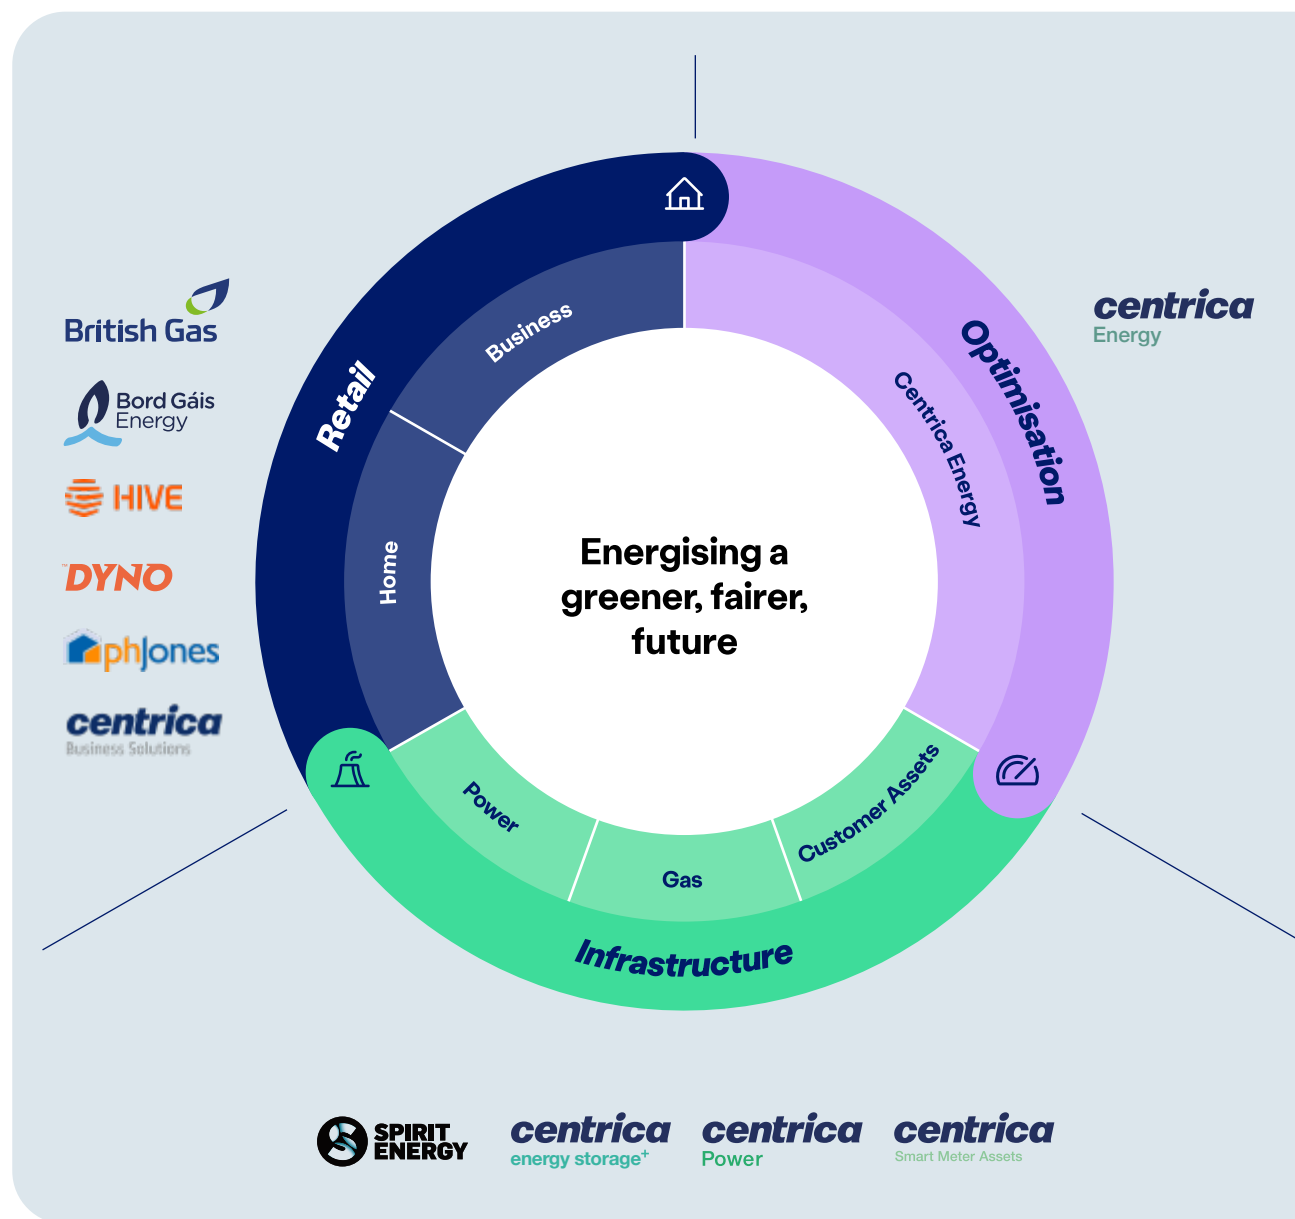 Retail
Business
Home
Optimisation
Centrica Energy
Infrastructure
Power
Gas
Customer Assets
Energising a
greener, fairer,
future
British Gas
Bord Gáis
Energy
HIVE
™DYNO
phJones
centrica
Business Solutions
centrica
Energy
SPIRIT
ENERGY
centrica
energy storage+
centrica
Power
centrica
Smart Meter Assets